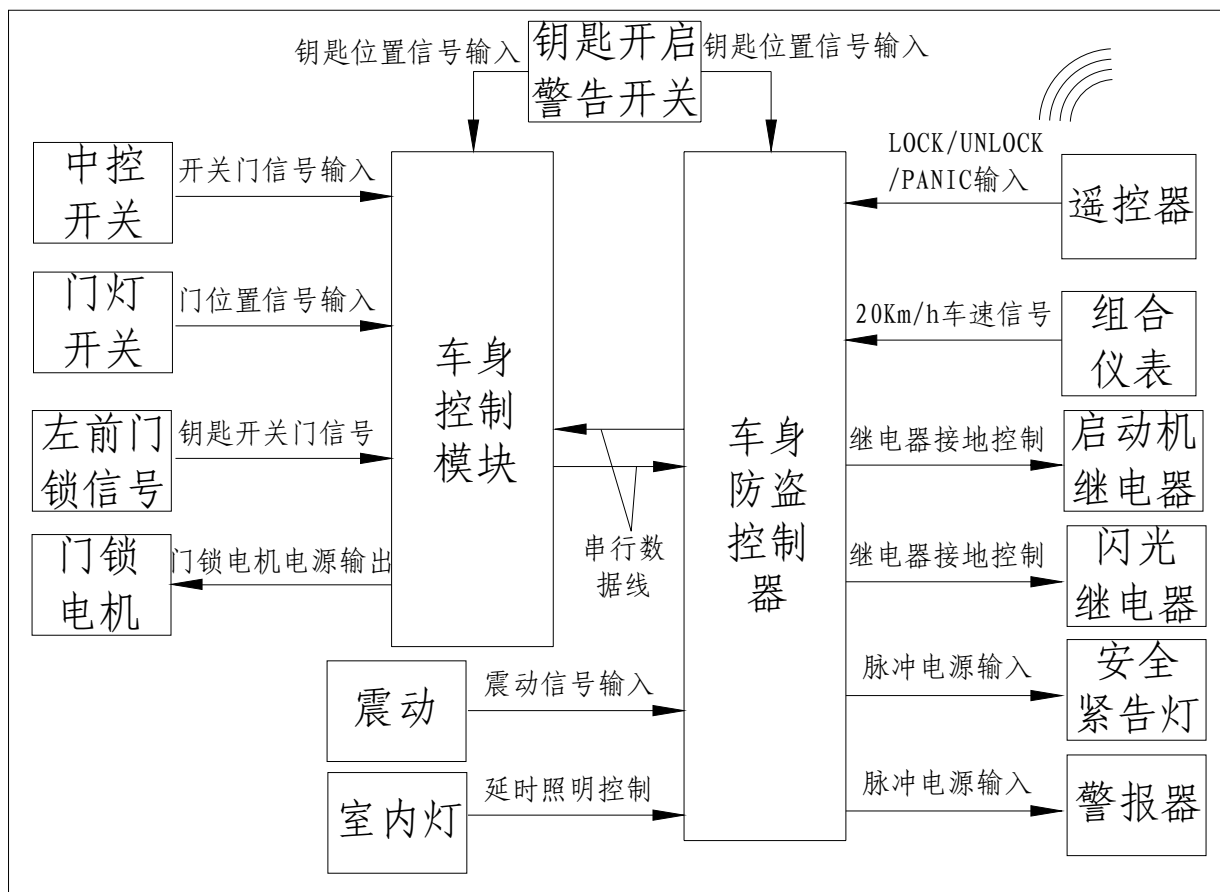 钥匙位置信号输入
钥匙开启
警告开关
钥匙位置信号输入
中控
开关
开关门信号输入
门灯
开关
门位置信号输入
左前门
锁信号
钥匙开关门信号
门锁
电机
门锁电机电源输出
车身
控制
模块
串行数
据线
震动
震动信号输入
室内灯
延时照明控制
车身
防盗
控制
器
LOCK/UNLOCK
/PANIC输入
遥控器
20Km/h车速信号
组合
仪表
继电器接地控制
启动机
继电器
继电器接地控制
闪光
继电器
脉冲电源输入
安全
紧告灯
脉冲电源输入
警报器